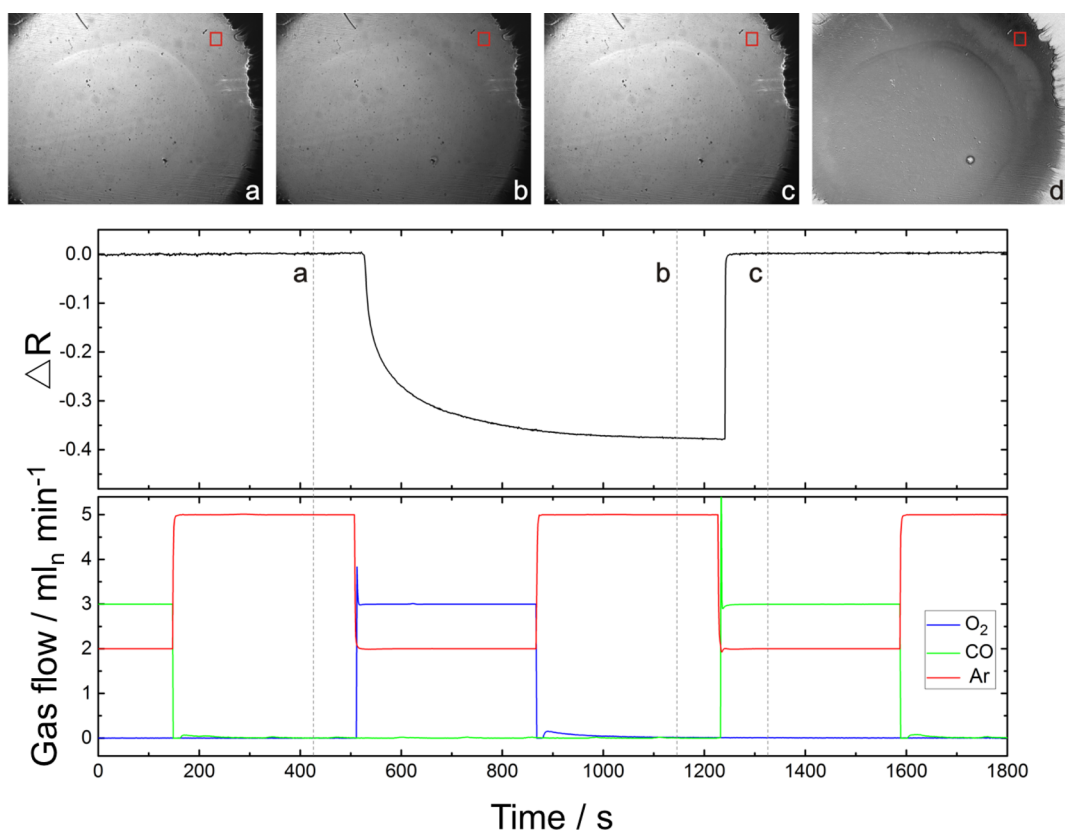 a
b
c
d
0.0
-0.1
-0.2
-0.3
-0.4
△R
a
b
c
5
4
3
2
1
0
Gas flow / mlₙ min⁻¹
O₂
CO
Ar
0 200 400 600 800 1000 1200 1400 1600 1800
Time / s